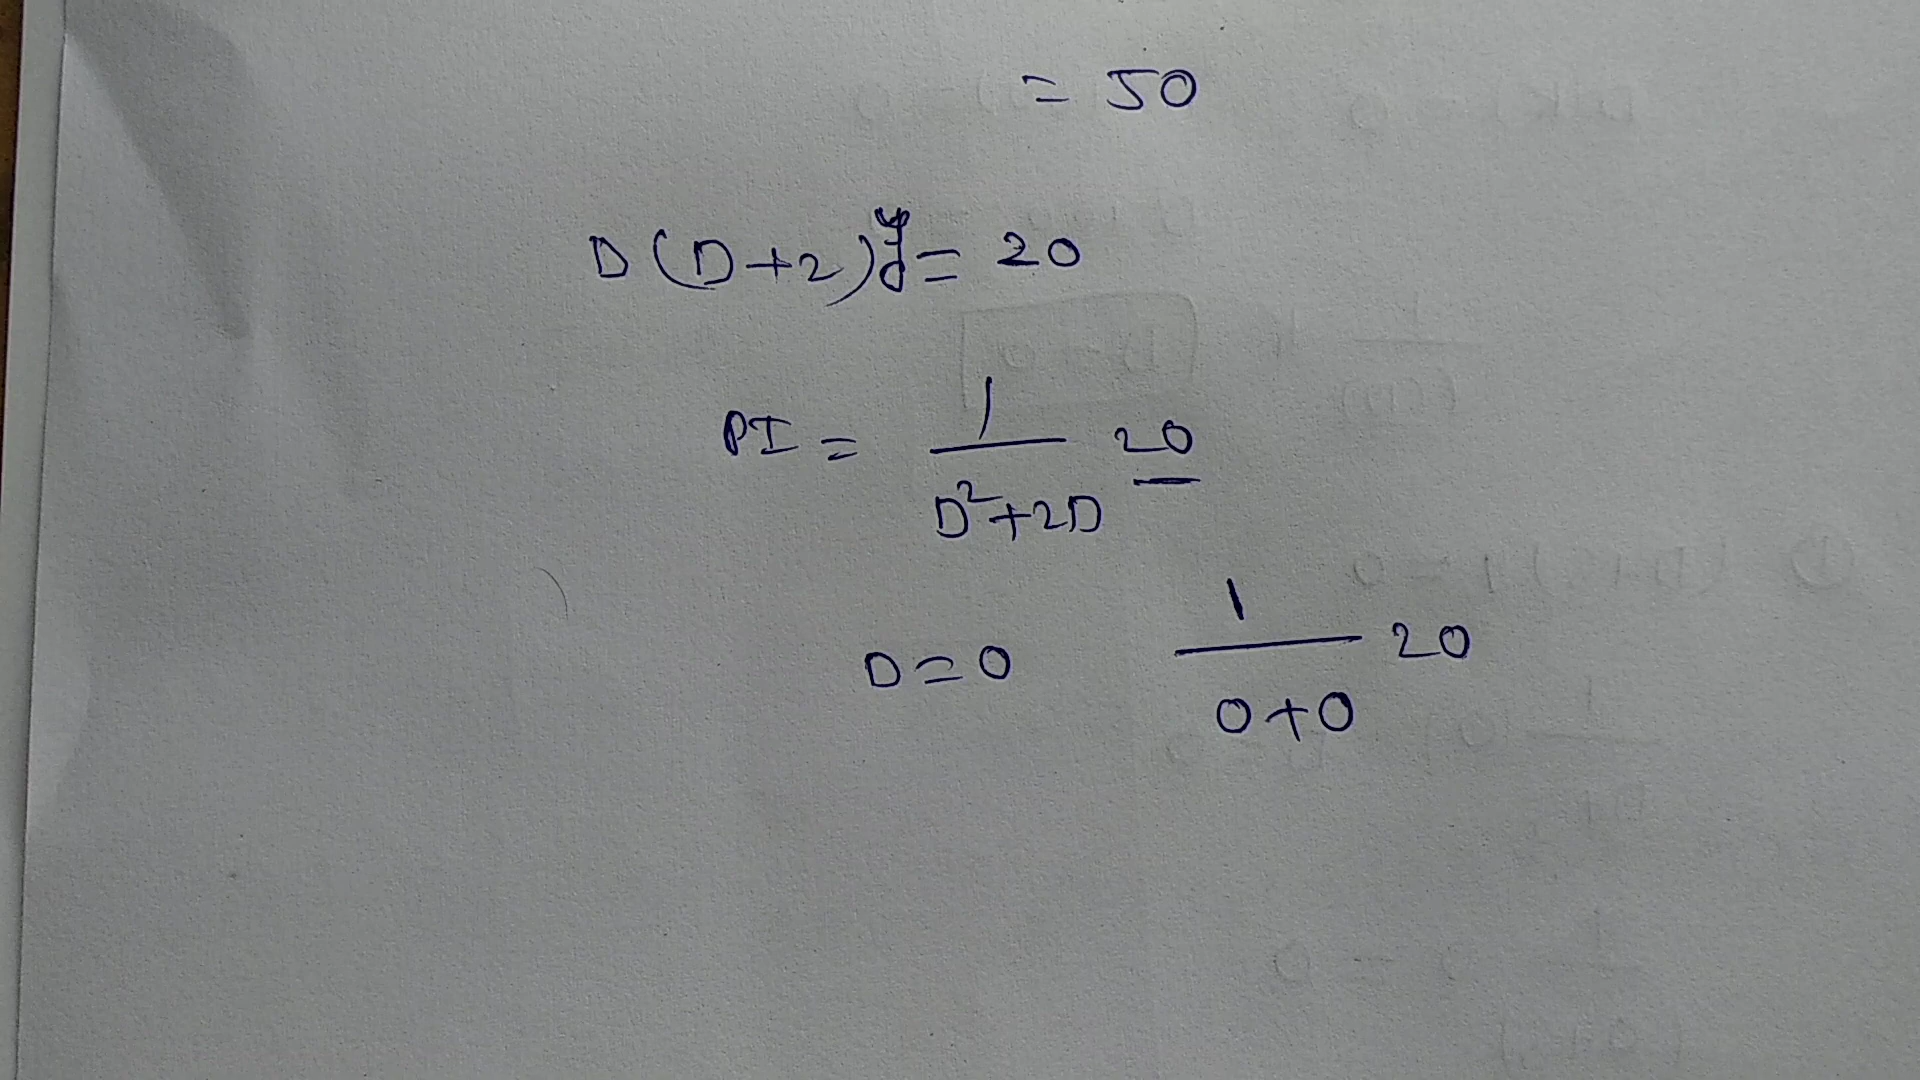 = 50
D(D+2)y = 20
PI = 1/(D²+2D) 20
D=0 1/(0+0) 20